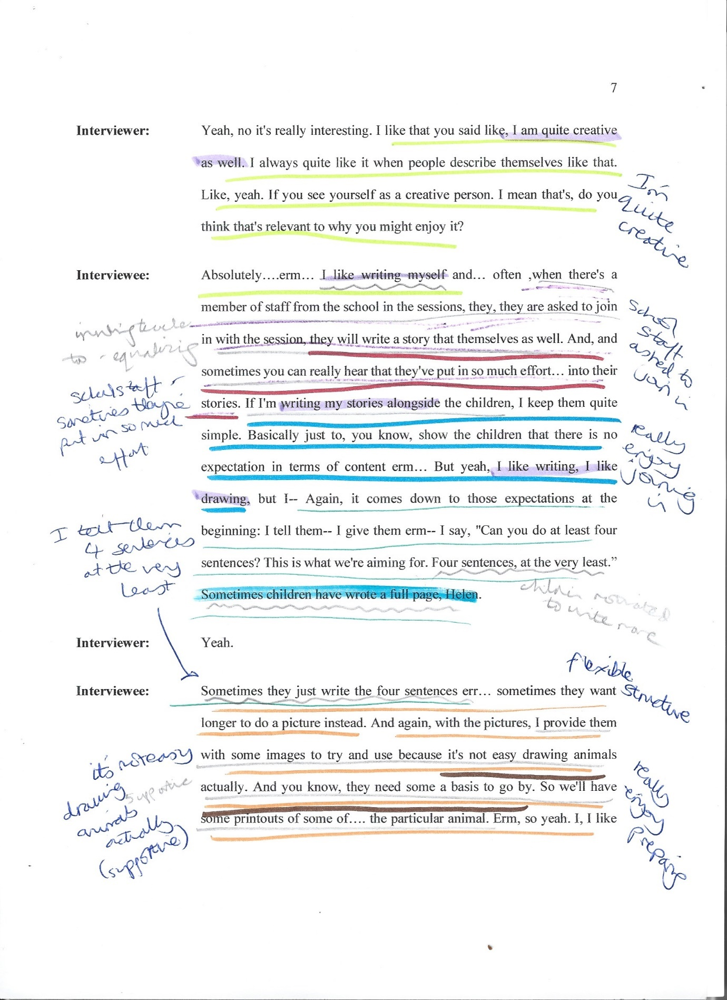 7
Interviewer: Yeah, no it's really interesting. I like that you said like, I am quite creative
as well. I always quite like it when people describe themselves like that.
Like, yeah. If you see yourself as a creative person. I mean that's, do you
think that's relevant to why you might enjoy it?
I'm
quite
creative
Interviewee: Absolutely….erm… I like writing myself and… often ,when there's a
member of staff from the school in the sessions, they, they are asked to join
in with the session, they will write a story that themselves as well. And, and
sometimes you can really hear that they've put in so much effort… into their
stories. If I'm writing my stories alongside the children, I keep them quite
simple. Basically just to, you know, show the children that there is no
expectation in terms of content erm… But yeah, I like writing, I like
drawing, but I-- Again, it comes down to those expectations at the
beginning: I tell them-- I give them erm-- I say, "Can you do at least four
sentences? This is what we're aiming for. Four sentences, at the very least.”
Sometimes children have wrote a full page, Helen.
school
staff
asked to
join in
too - equalizing
school staff -
sometimes they've
put in so much
effort
really
enjoy
joining
in
I them
4 sentences
at the very
least
children motivated
to write more
Interviewer: Yeah.
flexible
structure
Interviewee: Sometimes they just write the four sentences err… sometimes they want
longer to do a picture instead. And again, with the pictures, I provide them
with some images to try and use because it's not easy drawing animals
actually. And you know, they need some a basis to go by. So we'll have
some printouts of some of…. the particular animal. Erm, so yeah. I, I like
it's not easy
drawing
supportive
animals
actually
(supportive)
really
enjoy
preparing